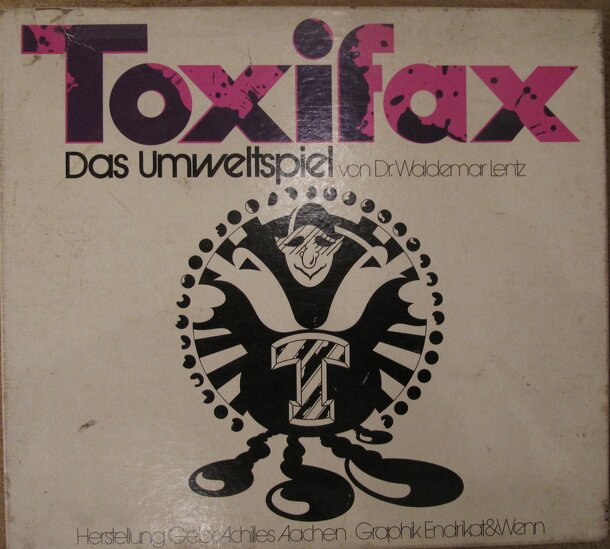 Toxifax
Das Umweltspiel von Dr. Waldemar Lentz
T
Herstellung Gebr. Achilles Aachen Graphik Endrikat&Wenn